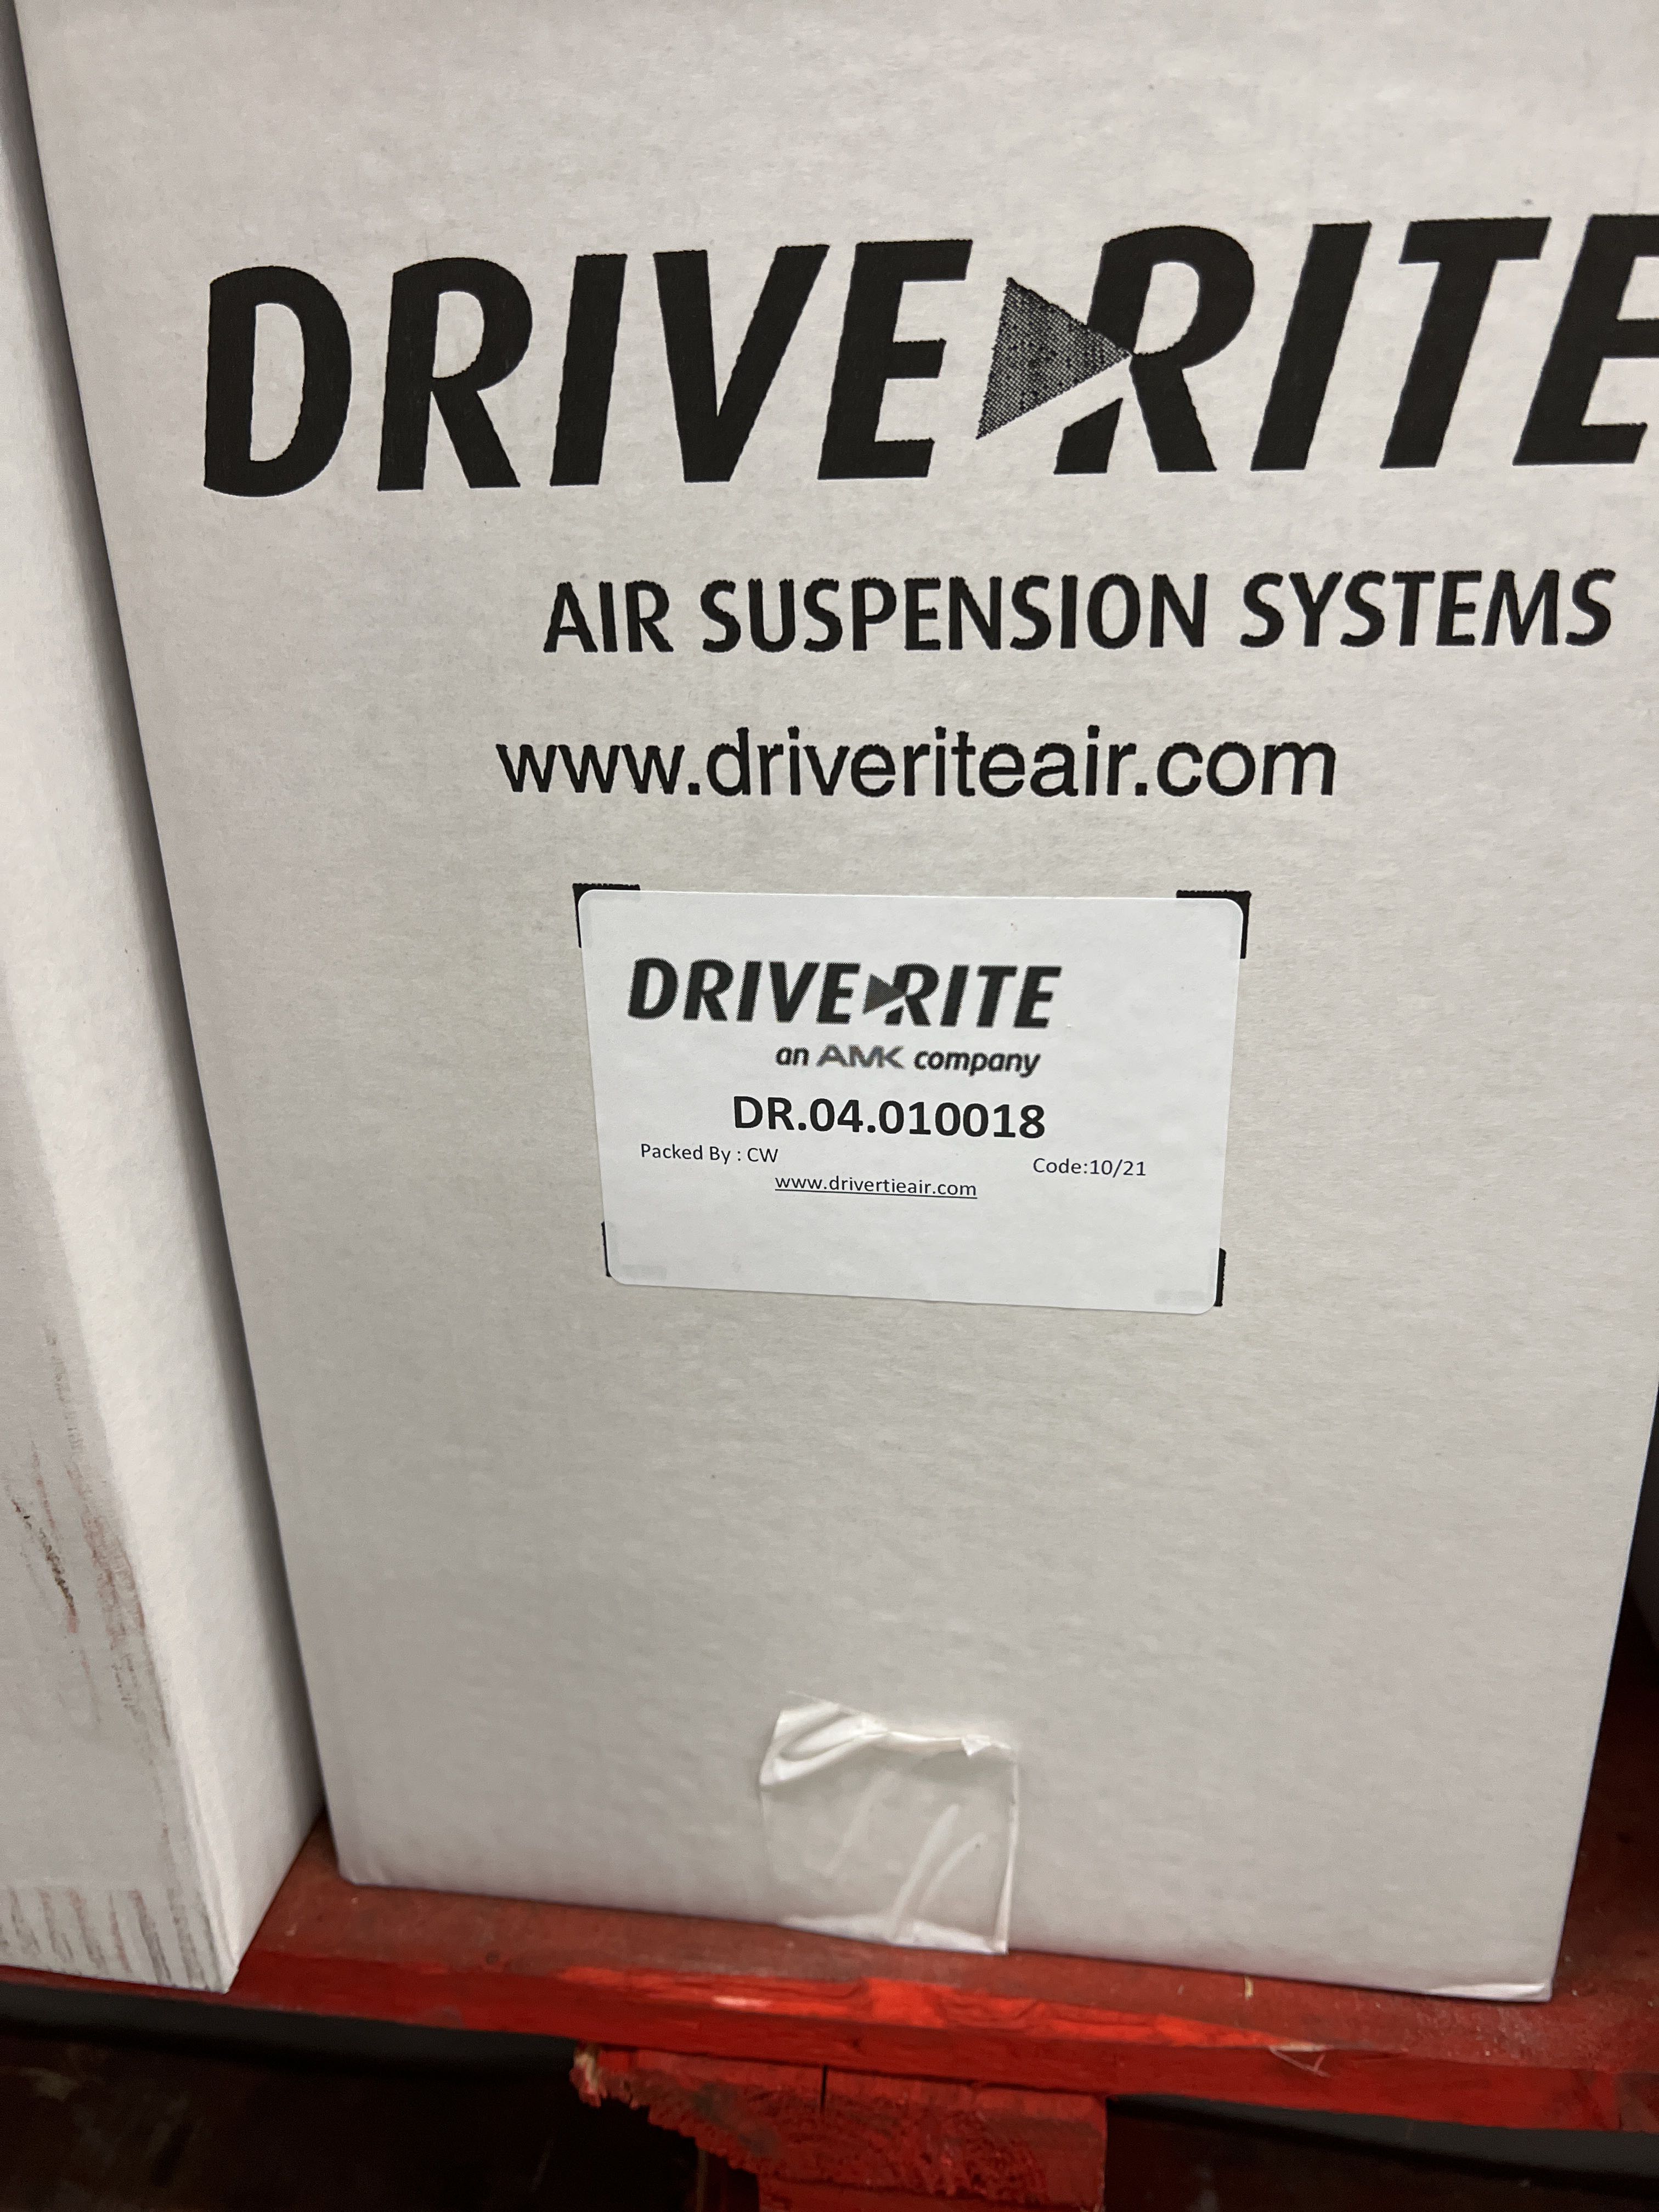 DRIVE RITE
AIR SUSPENSION SYSTEMS
www.driveriteair.com
DRIVE RITE
an AMK company
DR.04.010018
Packed By : CW
Code:10/21
www.drivertieair.com